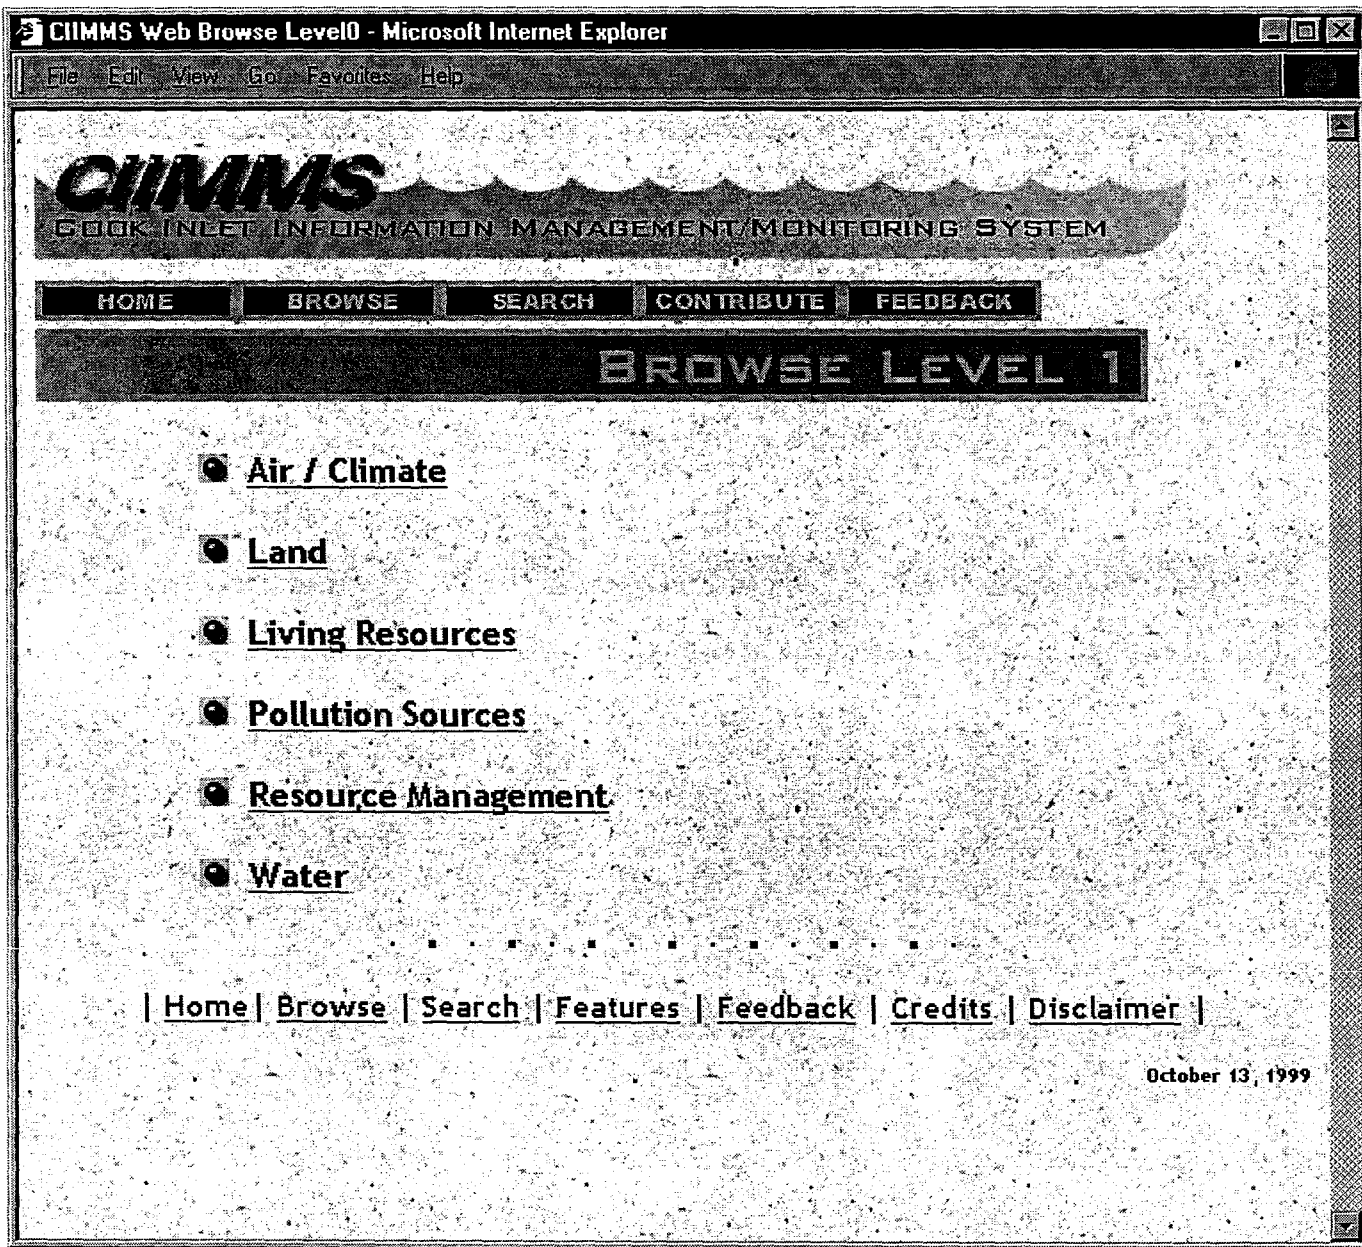 CIIMMS Web Browse Level0 - Microsoft Internet Explorer
File Edit View Go Favorites Help
CIIMMS
COOK INLET INFORMATION MANAGEMENT/MONITORING SYSTEM
HOME BROWSE SEARCH CONTRIBUTE FEEDBACK
BROWSE LEVEL 1
Air / Climate
Land
Living Resources
Pollution Sources
Resource Management
Water
| Home | Browse | Search | Features | Feedback | Credits | Disclaimer |
October 13, 1999